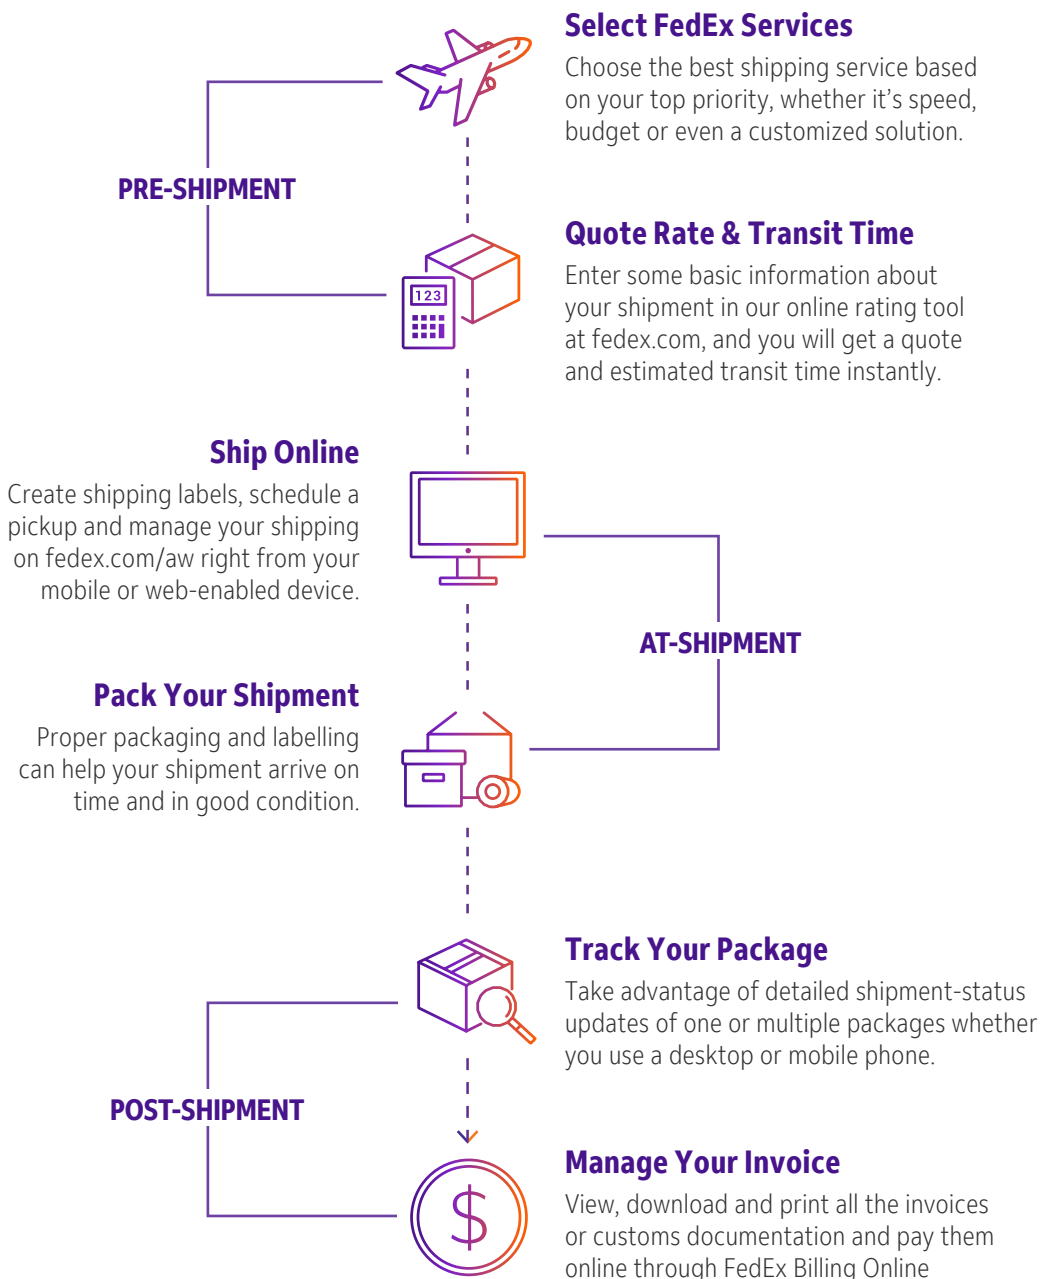 Select FedEx Services
Choose the best shipping service based
on your top priority, whether it’s speed,
budget or even a customized solution.
PRE-SHIPMENT
Quote Rate & Transit Time
Enter some basic information about
your shipment in our online rating tool
at fedex.com, and you will get a quote
and estimated transit time instantly.
123
Ship Online
Create shipping labels, schedule a
pickup and manage your shipping
on fedex.com/aw right from your
mobile or web-enabled device.
AT-SHIPMENT
Pack Your Shipment
Proper packaging and labelling
can help your shipment arrive on
time and in good condition.
Track Your Package
Take advantage of detailed shipment-status
updates of one or multiple packages whether
you use a desktop or mobile phone.
POST-SHIPMENT
$
Manage Your Invoice
View, download and print all the invoices
or customs documentation and pay them
online through FedEx Billing Online